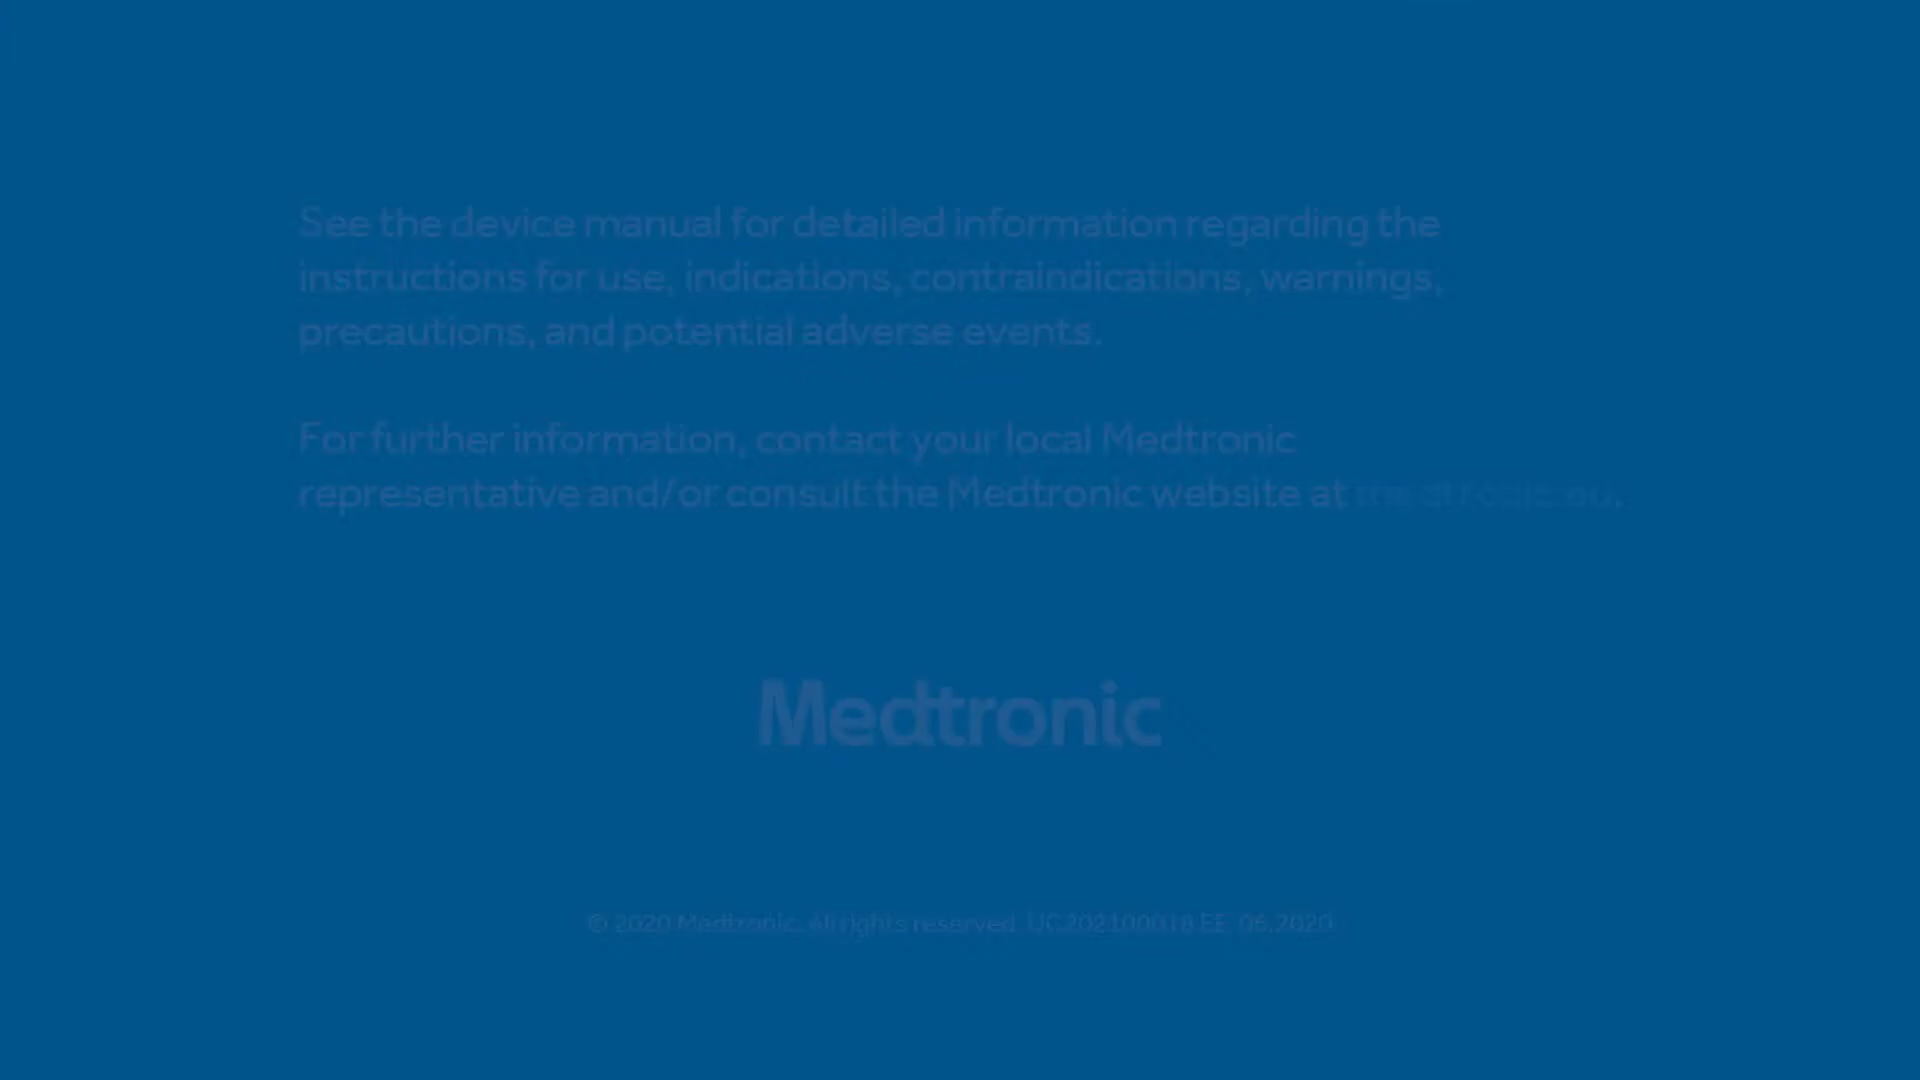 See the device manual for detailed information regarding the
instructions for use, indications, contraindications, warnings,
precautions, and potential adverse events.
For further information, contact your local Medtronic
representative and/or consult the Medtronic website at
Medtronic
© 2020 Medtronic. All rights reserved. 06.2020